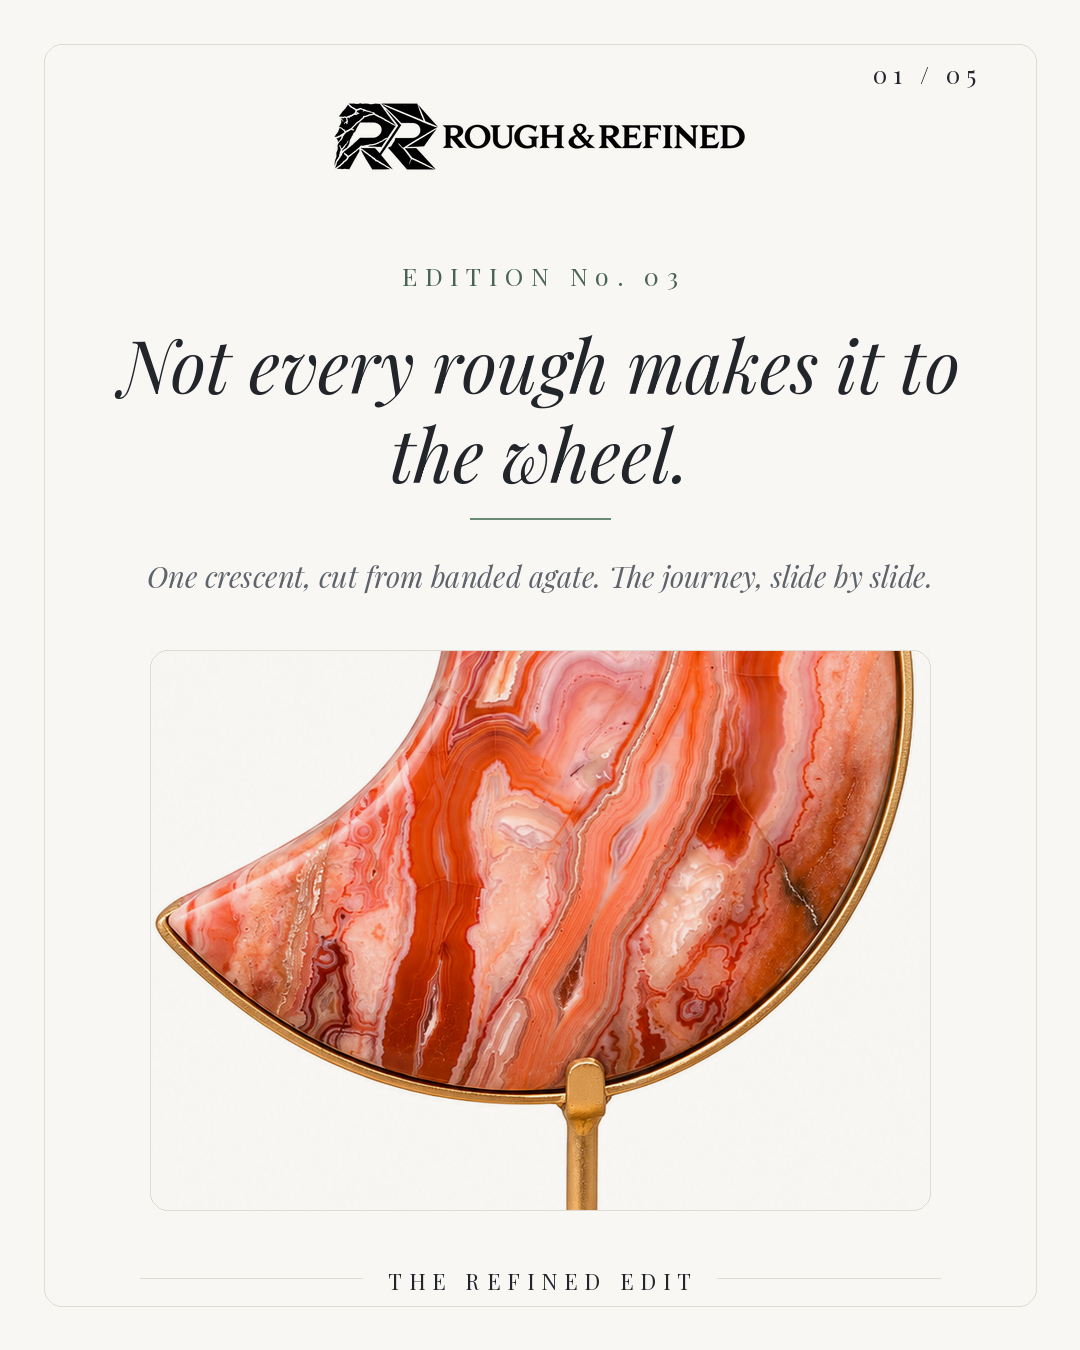 01 / 05
RR ROUGH & REFINED
EDITION No. 03
Not every rough makes it to
the wheel.
One crescent, cut from banded agate. The journey, slide by slide.
THE REFINED EDIT